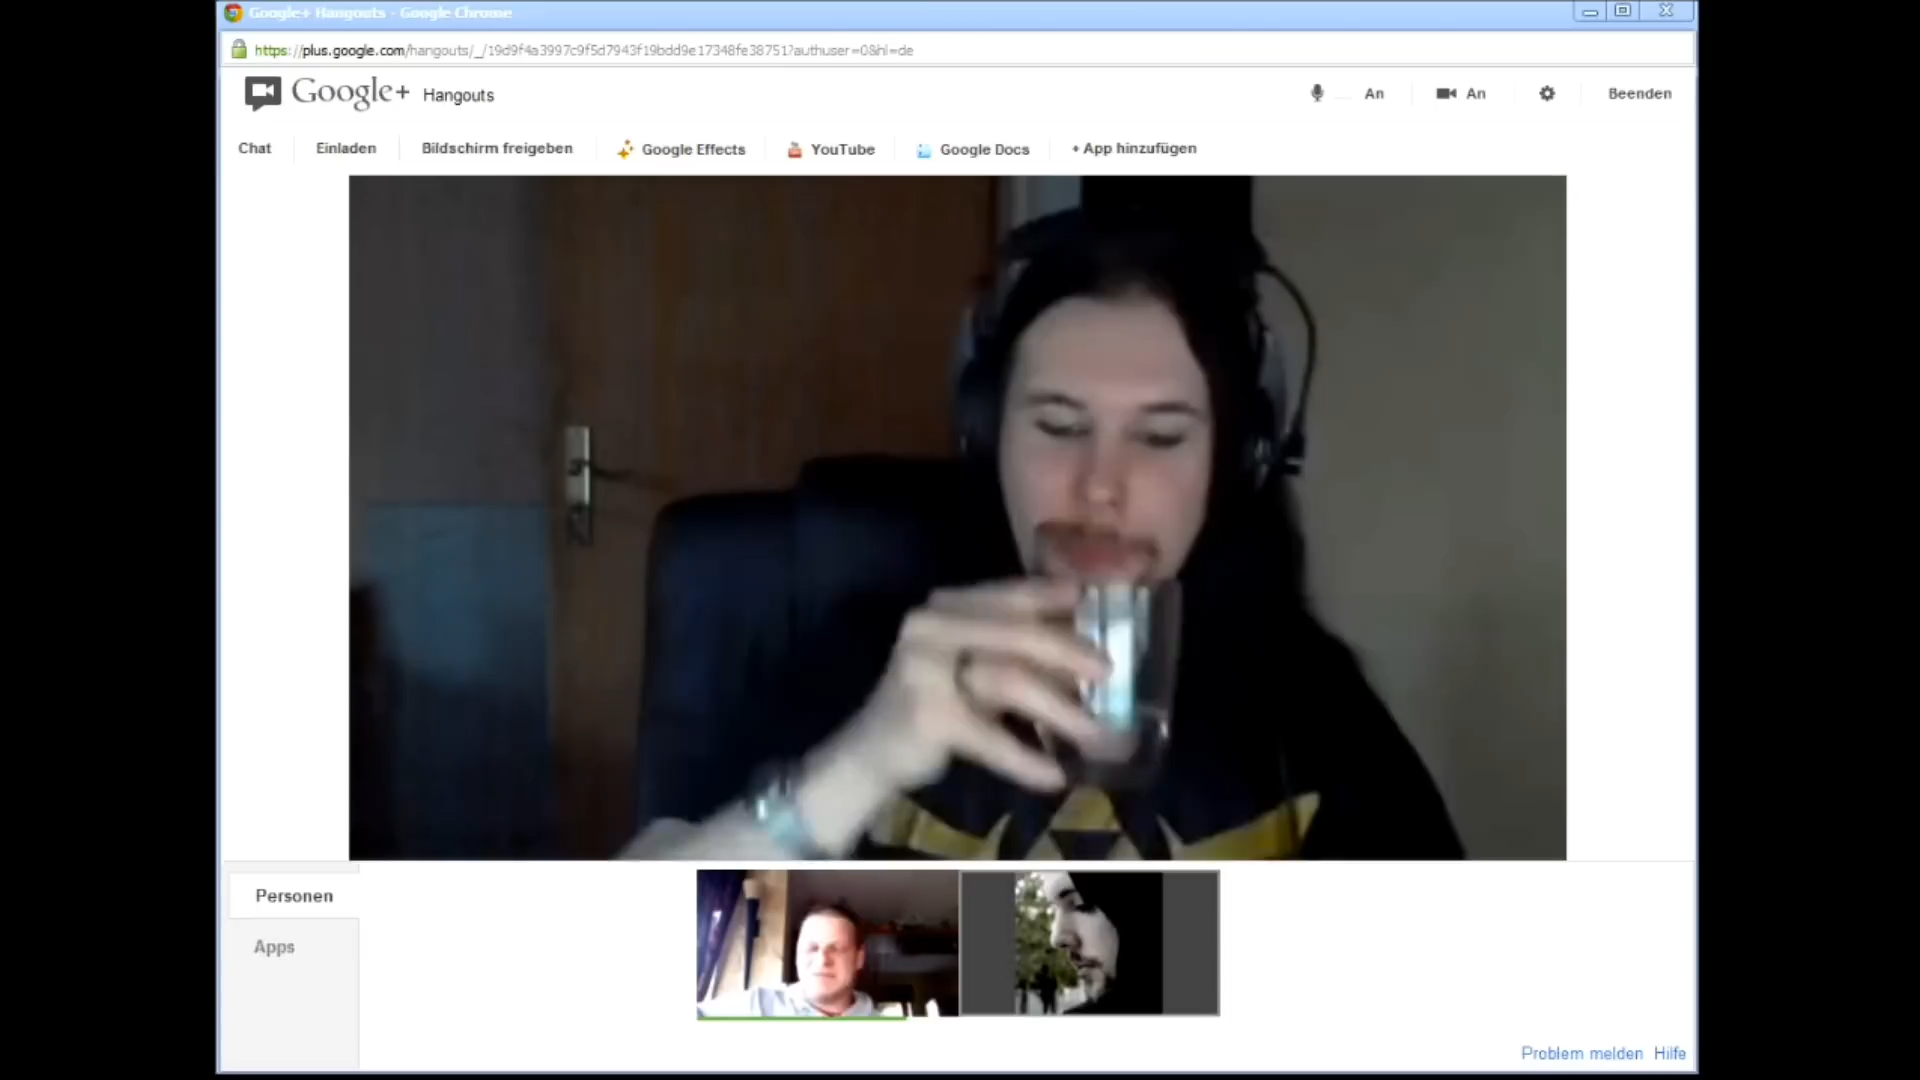 Google+ Hangouts - Google Chrome
https://plus.google.com/hangouts/_/19d9f4a3997c9f5d7943f19bdd9e17348fe38751?authuser=0&hl=de
Google+ Hangouts
An
An
Beenden
Chat
Einladen
Bildschirm freigeben
Google Effects
YouTube
Google Docs
+ App hinzufügen
Personen
Apps
Problem melden
Hilfe